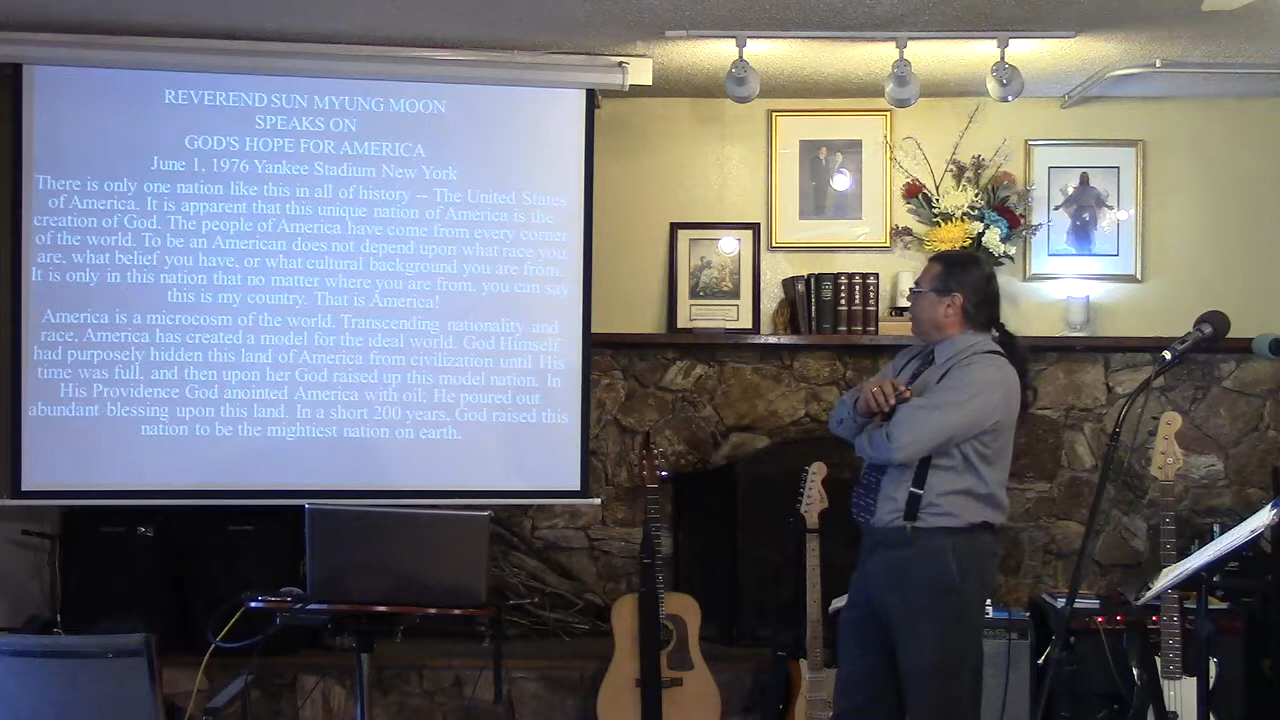 REVEREND SUN MYUNG MOON
SPEAKS ON
GOD'S HOPE FOR AMERICA
June 1, 1976 Yankee Stadium New York
There is only one nation like this in all of history -- The United States
of America. It is apparent that this unique nation of America is the
creation of God. The people of America have come from every corner
of the world. To be an American does not depend upon what race you
are, what belief you have, or what cultural background you are from.
It is only in this nation that no matter where you are from, you can say
this is my country. That is America!
America is a microcosm of the world. Transcending nationality and
race, America has created a model for the ideal world. God Himself
had purposely hidden this land of America from civilization until His
time was full, and then upon her God raised up this model nation. In
His Providence God anointed America with oil; He poured out
abundant blessing upon this land. In a short 200 years, God raised this
nation to be the mightiest nation on earth.